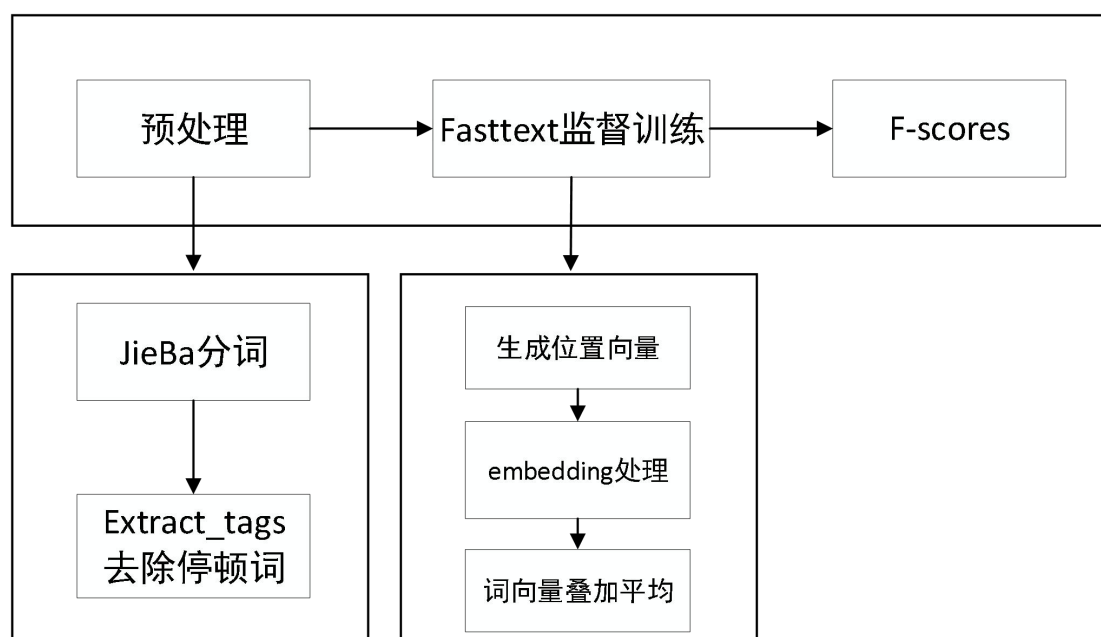 预处理
Fasttext监督训练
F-scores
JieBa分词
Extract_tags
去除停顿词
生成位置向量
embedding处理
词向量叠加平均